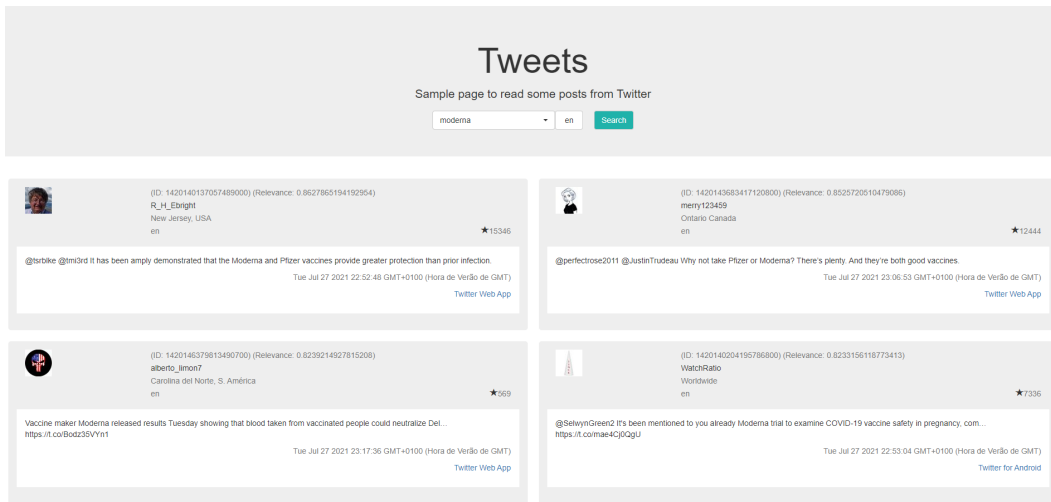 Tweets
Sample page to read some posts from Twitter
moderna en Search
(ID: 1420140137057489000) (Relevance: 0.8627865194192954)
R_H_Ebright
New Jersey, USA
en ★15346
@tsrblke @tmi3rd It has been amply demonstrated that the Moderna and Pfizer vaccines provide greater protection than prior infection.
Tue Jul 27 2021 22:52:48 GMT+0100 (Hora de Verão de GMT)
Twitter Web App
(ID: 1420143683417120800) (Relevance: 0.8525720510479086)
merry123459
Ontario Canada
en ★12444
@perfectrose2011 @JustinTrudeau Why not take Pfizer or Moderna? There's plenty. And they're both good vaccines.
Tue Jul 27 2021 23:06:53 GMT+0100 (Hora de Verão de GMT)
Twitter Web App
(ID: 1420146379813490700) (Relevance: 0.8239214927815208)
alberto_limon7
Carolina del Norte, S. América
en ★569
Vaccine maker Moderna released results Tuesday showing that blood taken from vaccinated people could neutralize Del…
https://t.co/Bodz35VYn1
Tue Jul 27 2021 23:17:36 GMT+0100 (Hora de Verão de GMT)
Twitter Web App
(ID: 1420140204195786800) (Relevance: 0.8233156118773413)
WatchRatio
Worldwide
en ★7336
@SelwynGreen2 It's been mentioned to you already Moderna trial to examine COVID-19 vaccine safety in pregnancy, com…
https://t.co/mae4Cj0QgU
Tue Jul 27 2021 22:53:04 GMT+0100 (Hora de Verão de GMT)
Twitter for Android